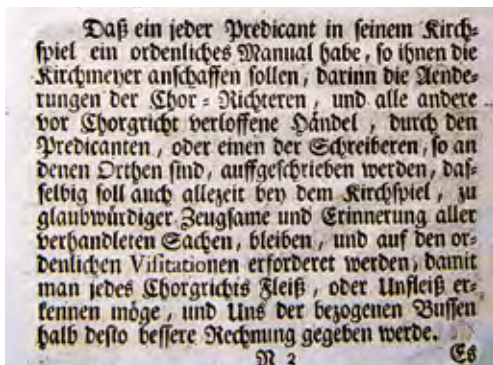 Daß ein jeder Predicant in seinem Kirch-
spiel ein ordenliches Manual habe, so ihnen die
Kirchmeyer anschaffen sollen, darinn die Aende-
rungen der Chor-Richteren, und alle andere
vor Chorgricht verloffene Händel, durch den
Predicanten, oder einen der Schreiberen, so an
denen Orthen sind, auffgeschrieben werden, das-
selbig soll auch allezeit bey dem Kirchspiel, zu
glaubwürdiger Zeugsame und Erinnerung aller
verhandleten Sachen, bleiben, und auf den or-
denlichen Visitationen erforderet werden, damit
man jedes Chorgrichts Fleiß, oder Unfleiß er-
kennen möge, und Uns der bezogenen Bussen
halb desto bessere Rechnung gegeben werde.
N 2 Es